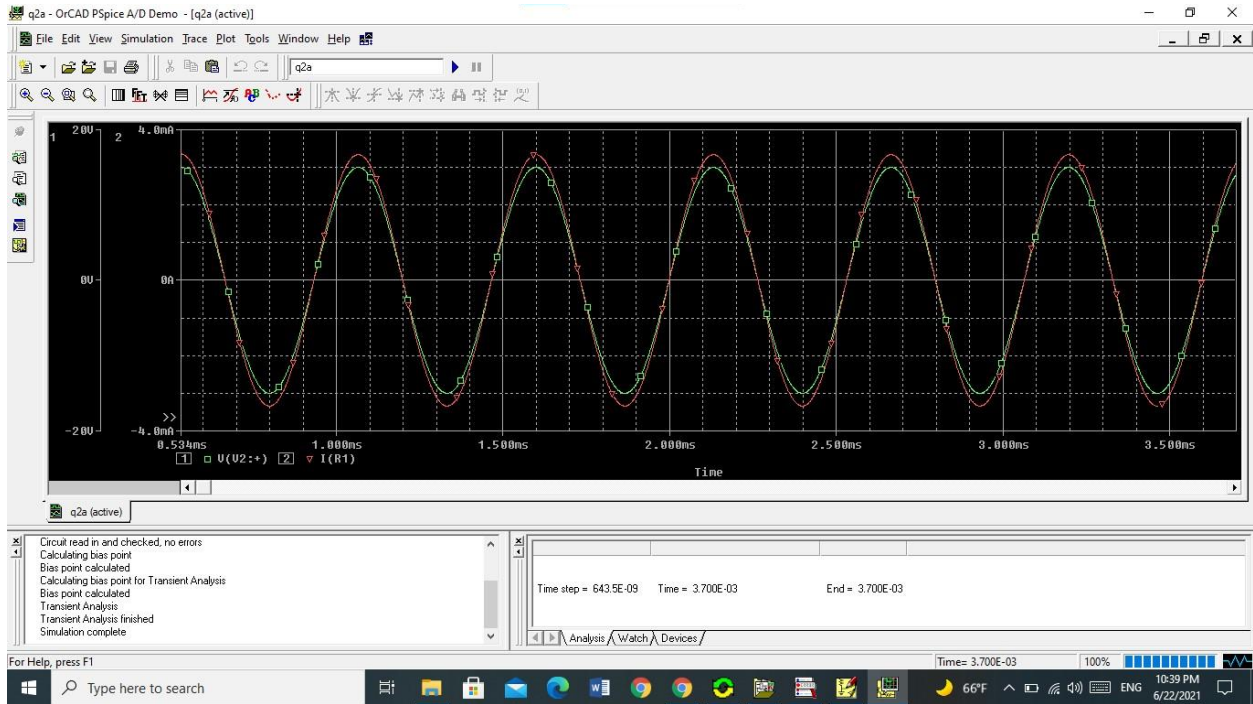 q2a - OrCAD PSpice A/D Demo - [q2a (active)]
File Edit View Simulation Trace Plot Tools Window Help
q2a
1 20V 2 4.0mA
0V 0A
>>
-20V -4.0mA
0.534ms 1.000ms 1.500ms 2.000ms 2.500ms 3.000ms 3.500ms
1 V(V2:+) 2 I(R1)
Time
q2a (active)
Circuit read in and checked, no errors
Calculating bias point
Bias point calculated
Calculating bias point for Transient Analysis
Bias point calculated
Transient Analysis
Transient Analysis finished
Simulation complete
Time step = 643.5E-09 Time = 3.700E-03 End = 3.700E-03
Analysis Watch Devices
For Help, press F1
Time= 3.700E-03 100%
Type here to search
66°F
ENG
10:39 PM
6/22/2021